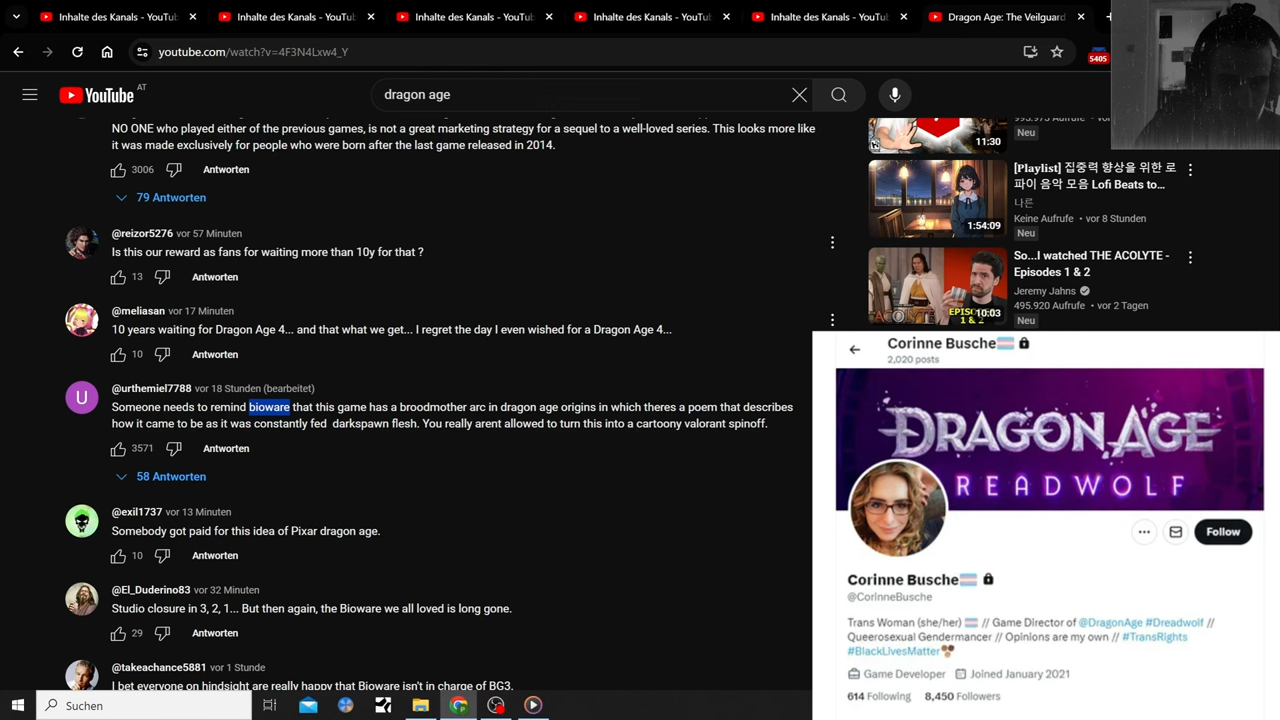 Inhalte des Kanals - YouTub
Inhalte des Kanals - YouTub
Inhalte des Kanals - YouTub
Inhalte des Kanals - YouTub
Inhalte des Kanals - YouTub
Dragon Age: The Veilguard
youtube.com/watch?v=4F3N4Lxw4_Y
5405
YouTube AT
dragon age
NO ONE who played either of the previous games, is not a great marketing strategy for a sequel to a well-loved series. This looks more like
it was made exclusively for people who were born after the last game released in 2014.
3006 Antworten
79 Antworten
@reizor5276 vor 57 Minuten
Is this our reward as fans for waiting more than 10y for that ?
13 Antworten
@meliasan vor 17 Minuten
10 years waiting for Dragon Age 4... and that what we get... I regret the day I even wished for a Dragon Age 4...
10 Antworten
@urthemiel7788 vor 18 Stunden (bearbeitet)
U
Someone needs to remind bioware that this game has a broodmother arc in dragon age origins in which theres a poem that describes
how it came to be as it was constantly fed darkspawn flesh. You really arent allowed to turn this into a cartoony valorant spinoff.
3571 Antworten
58 Antworten
@exil1737 vor 13 Minuten
Somebody got paid for this idea of Pixar dragon age.
10 Antworten
@El_Duderino83 vor 32 Minuten
Studio closure in 3, 2, 1... But then again, the Bioware we all loved is long gone.
29 Antworten
@takeachance5881 vor 1 Stunde
I bet everyone on hindsight are really happy that Bioware isn't in charge of BG3.
11:30
Neu
[Playlist] 집중력 향상을 위한 로
파이 음악 모음 Lofi Beats to...
나른
Keine Aufrufe • vor 8 Stunden
Neu
1:54:09
So...I watched THE ACOLYTE -
Episodes 1 & 2
Jeremy Jahns
495.920 Aufrufe • vor 2 Tagen
Neu
10:03
Corinne Busche
2,020 posts
DRAGON AGE
READWOLF
Follow
Corinne Busche
@CorinneBusche
Trans Woman (she/her) // Game Director of @DragonAge #Dreadwolf //
Queerosexual Gendermancer // Opinions are my own // #TransRights
#BlackLivesMatter
Game Developer Joined January 2021
614 Following 8,450 Followers
Suchen